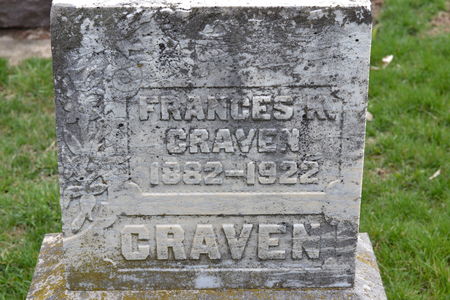 FRANCES K.
CRAVEN
1882-1922
CRAVEN